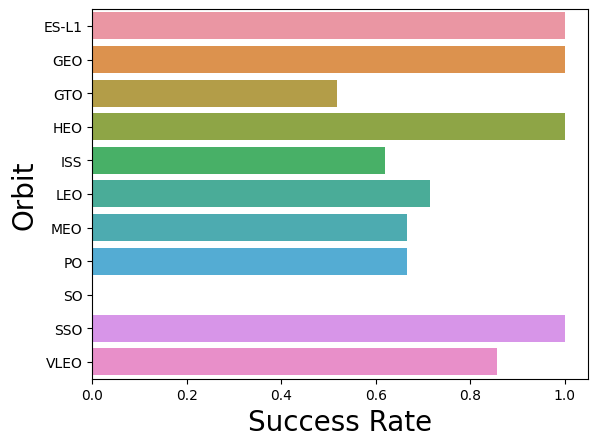 ES-L1
GEO
GTO
HEO
ISS
LEO
MEO
PO
SO
SSO
VLEO
Orbit
0.0 0.2 0.4 0.6 0.8 1.0
Success Rate